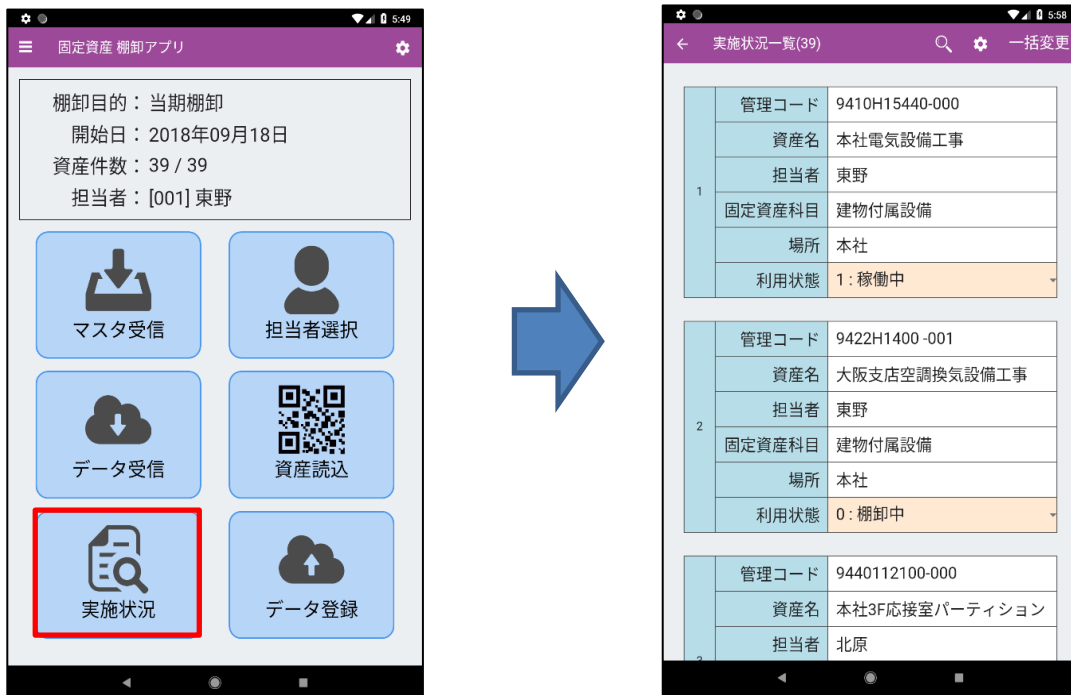 5:49
固定資産 棚卸アプリ
棚卸目的： 当期棚卸
開始日： 2018年09月18日
資産件数： 39 / 39
担当者： [001] 東野
マスタ受信
担当者選択
データ受信
資産読込
実施状況
データ登録
5:58
実施状況一覧(39)
一括変更
1
管理コード 9410H15440-000
資産名 本社電気設備工事
担当者 東野
固定資産科目 建物付属設備
場所 本社
利用状態 1 : 稼働中
2
管理コード 9422H1400 -001
資産名 大阪支店空調換気設備工事
担当者 東野
固定資産科目 建物付属設備
場所 本社
利用状態 0 : 棚卸中
3
管理コード 9440112100-000
資産名 本社3F応接室パーティション
担当者 北原